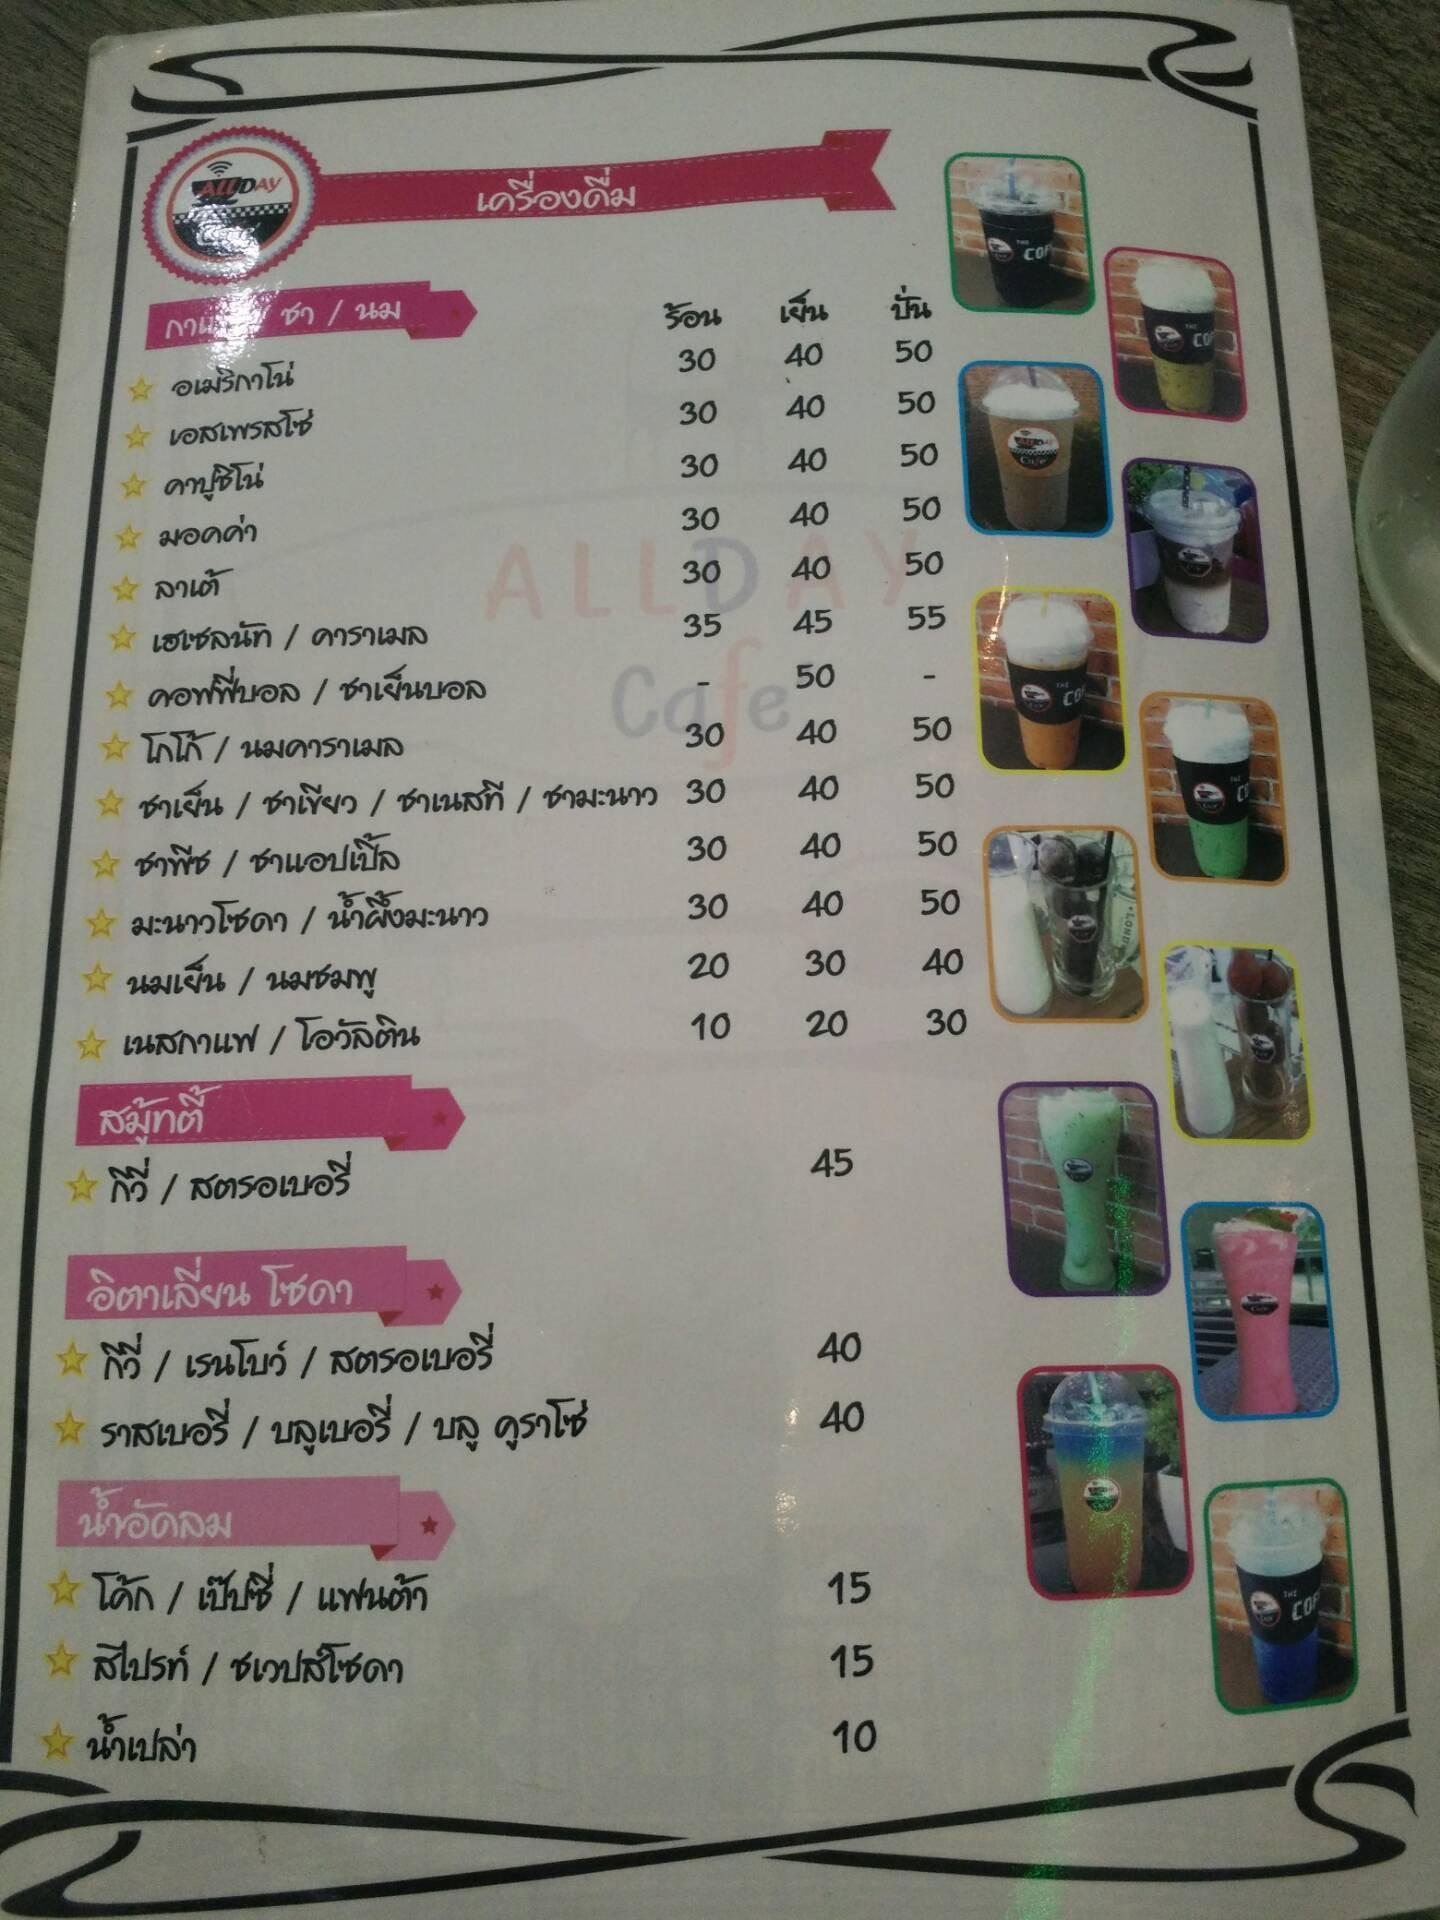 ALLDAY
Cafe
เครื่องดื่ม
กาแฟ / ชา / นม
ร้อน เย็น ปั่น
อเมริกาโน่ 30 40 50
เอสเพรสโซ่ 30 40 50
คาปูชิโน่ 30 40 50
มอคค่า 30 40 50
ลาเต้ 30 40 50
เฮเซลนัท / คาราเมล 35 45 55
คอฟฟี่บอล / ชาเย็นบอล - 50 -
โกโก้ / นมคาราเมล 30 40 50
ชาเย็น / ชาเขียว / ชาเนสที / ชามะนาว 30 40 50
ชาพีช / ชาแอปเปิ้ล 30 40 50
มะนาวโซดา / น้ำผึ้งมะนาว 30 40 50
นมเย็น / นมชมพู 20 30 40
เนสกาแฟ / โอวัลติน 10 20 30
ALLDAY
Cafe
สมู้ทตี้
กีวี่ / สตรอเบอรี่ 45
อิตาเลี่ยน โซดา
กีวี่ / เรนโบว์ / สตรอเบอรี่ 40
ราสเบอรี่ / บลูเบอรี่ / บลู คูราโซ่ 40
น้ำอัดลม
โค้ก / เป๊ปซี่ / แฟนต้า 15
สไปรท์ / ชเวปส์โซดา 15
น้ำเปล่า 10